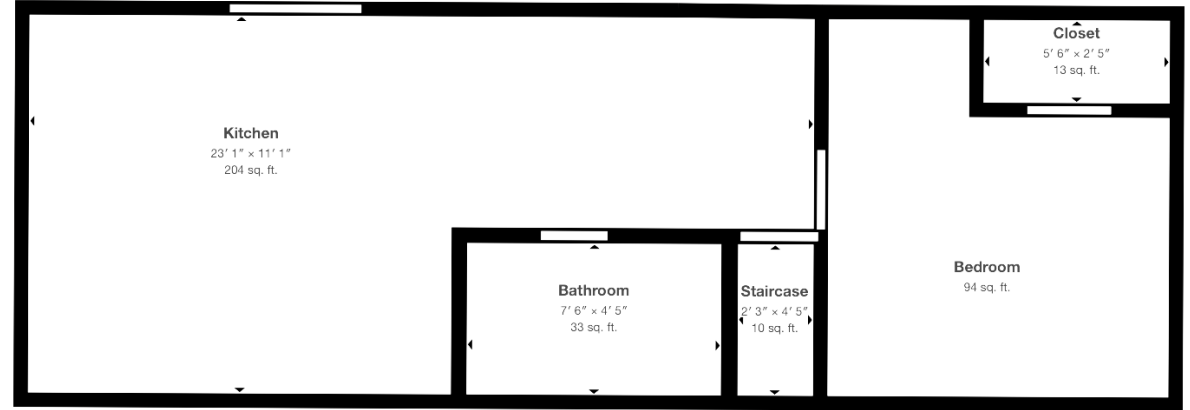 Closet
5′ 6″ × 2′ 5″
13 sq. ft.
Kitchen
23′ 1″ × 11′ 1″
204 sq. ft.
Bedroom
94 sq. ft.
Bathroom
7′ 6″ × 4′ 5″
33 sq. ft.
Staircase
2′ 3″ × 4′ 5″
10 sq. ft.